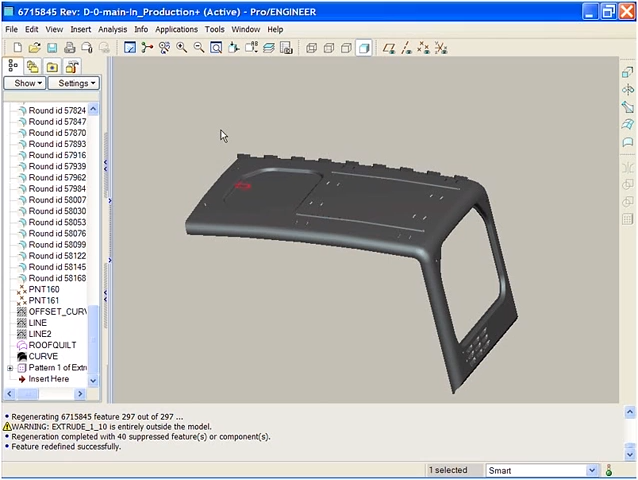 6715845 Rev: D-0-main-in_Production+ (Active) - Pro/ENGINEER
File Edit View Insert Analysis Info Applications Tools Window Help
Show Settings
Round id 57824
Round id 57847
Round id 57870
Round id 57893
Round id 57916
Round id 57939
Round id 57962
Round id 57984
Round id 58007
Round id 58030
Round id 58053
Round id 58076
Round id 58099
Round id 58122
Round id 58145
Round id 58168
PNT160
PNT161
OFFSET_CURV
LINE
LINE2
ROOFQUILT
CURVE
Pattern 1 of Extr
Insert Here
• Regenerating 6715845 feature 297 out of 297 ...
WARNING: EXTRUDE_1_10 is entirely outside the model.
• Regeneration completed with 40 suppressed feature(s) or component(s).
• Feature redefined successfully.
1 selected Smart